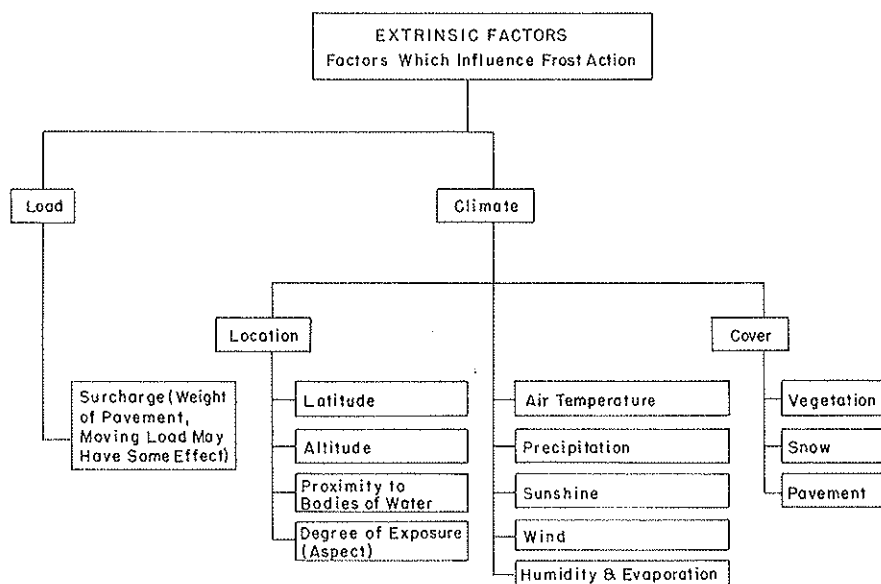 EXTRINSIC FACTORS
Factors Which Influence Frost Action
Load
Climate
Location
Cover
Surcharge (Weight
of Pavement,
Moving Load May
Have Some Effect)
Latitude
Altitude
Proximity to
Bodies of Water
Degree of Exposure
(Aspect)
Air Temperature
Precipitation
Sunshine
Wind
Humidity & Evaporation
Vegetation
Snow
Pavement